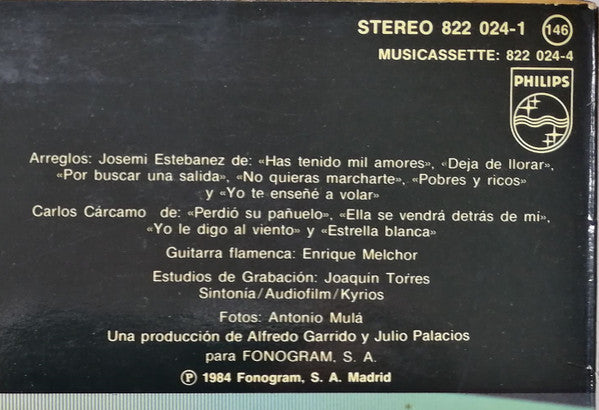 STEREO 822 024-1 146
MUSICASSETTE: 822 024-4
PHILIPS
Arreglos: Josemi Estebanez de: «Has tenido mil amores», «Deja de llorar»,
«Por buscar una salida», «No quieras marcharte», «Pobres y ricos»
y «Yo te enseñé a volar»
Carlos Cárcamo de: «Perdió su pañuelo», «Ella se vendrá detrás de mi»,
«Yo le digo al viento» y «Estrella blanca»
Guitarra flamenca: Enrique Melchor
Estudios de Grabación: Joaquín Torres
Sintonía/Audiofilm/Kyrios
Fotos: Antonio Mulá
Una producción de Alfredo Garrido y Julio Palacios
para FONOGRAM, S. A.
Ⓟ 1984 Fonogram, S. A. Madrid